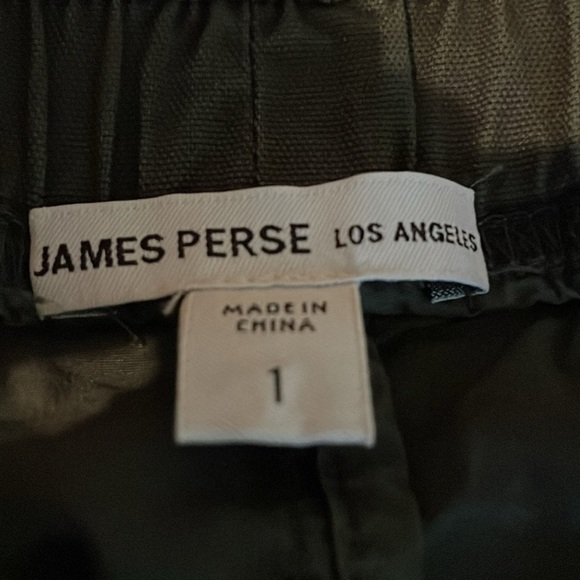 JAMES PERSE LOS ANGELES
MADE IN
CHINA
1